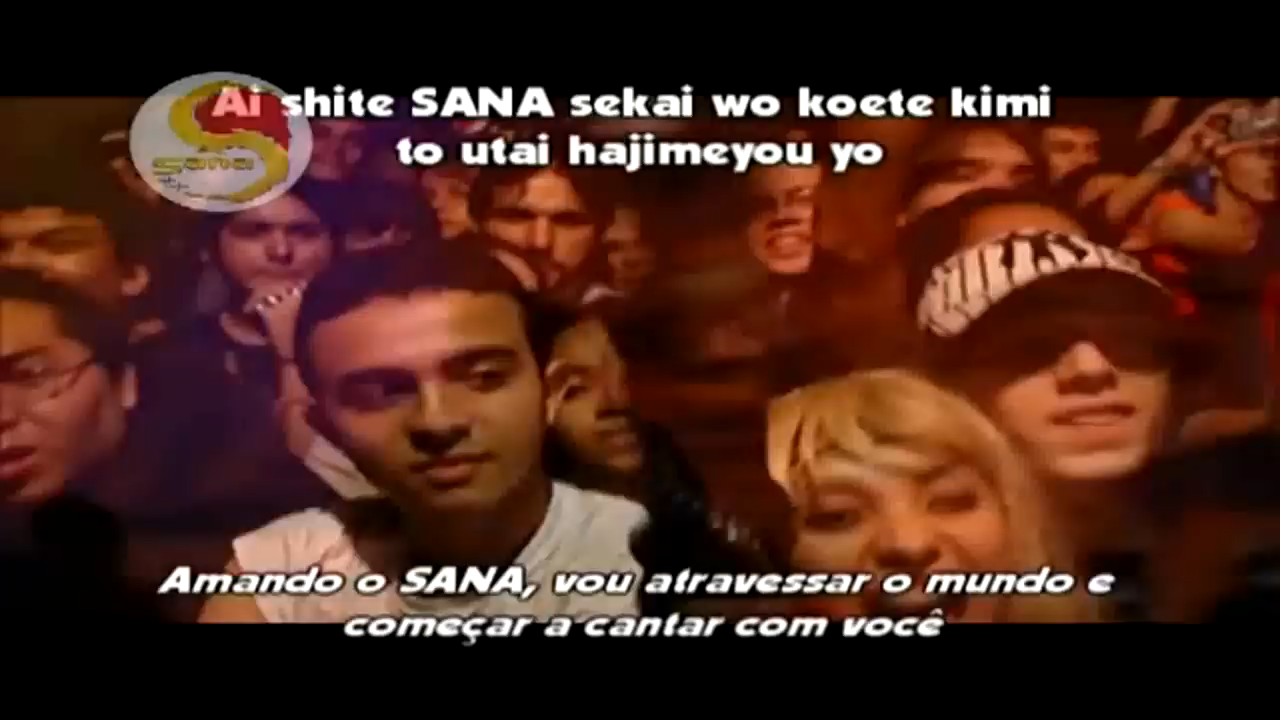 Ai shite SANA sekai wo koete kimi
to utai hajimeyou yo
sana
Amando o SANA, vou atravessar o mundo e
começar a cantar com você